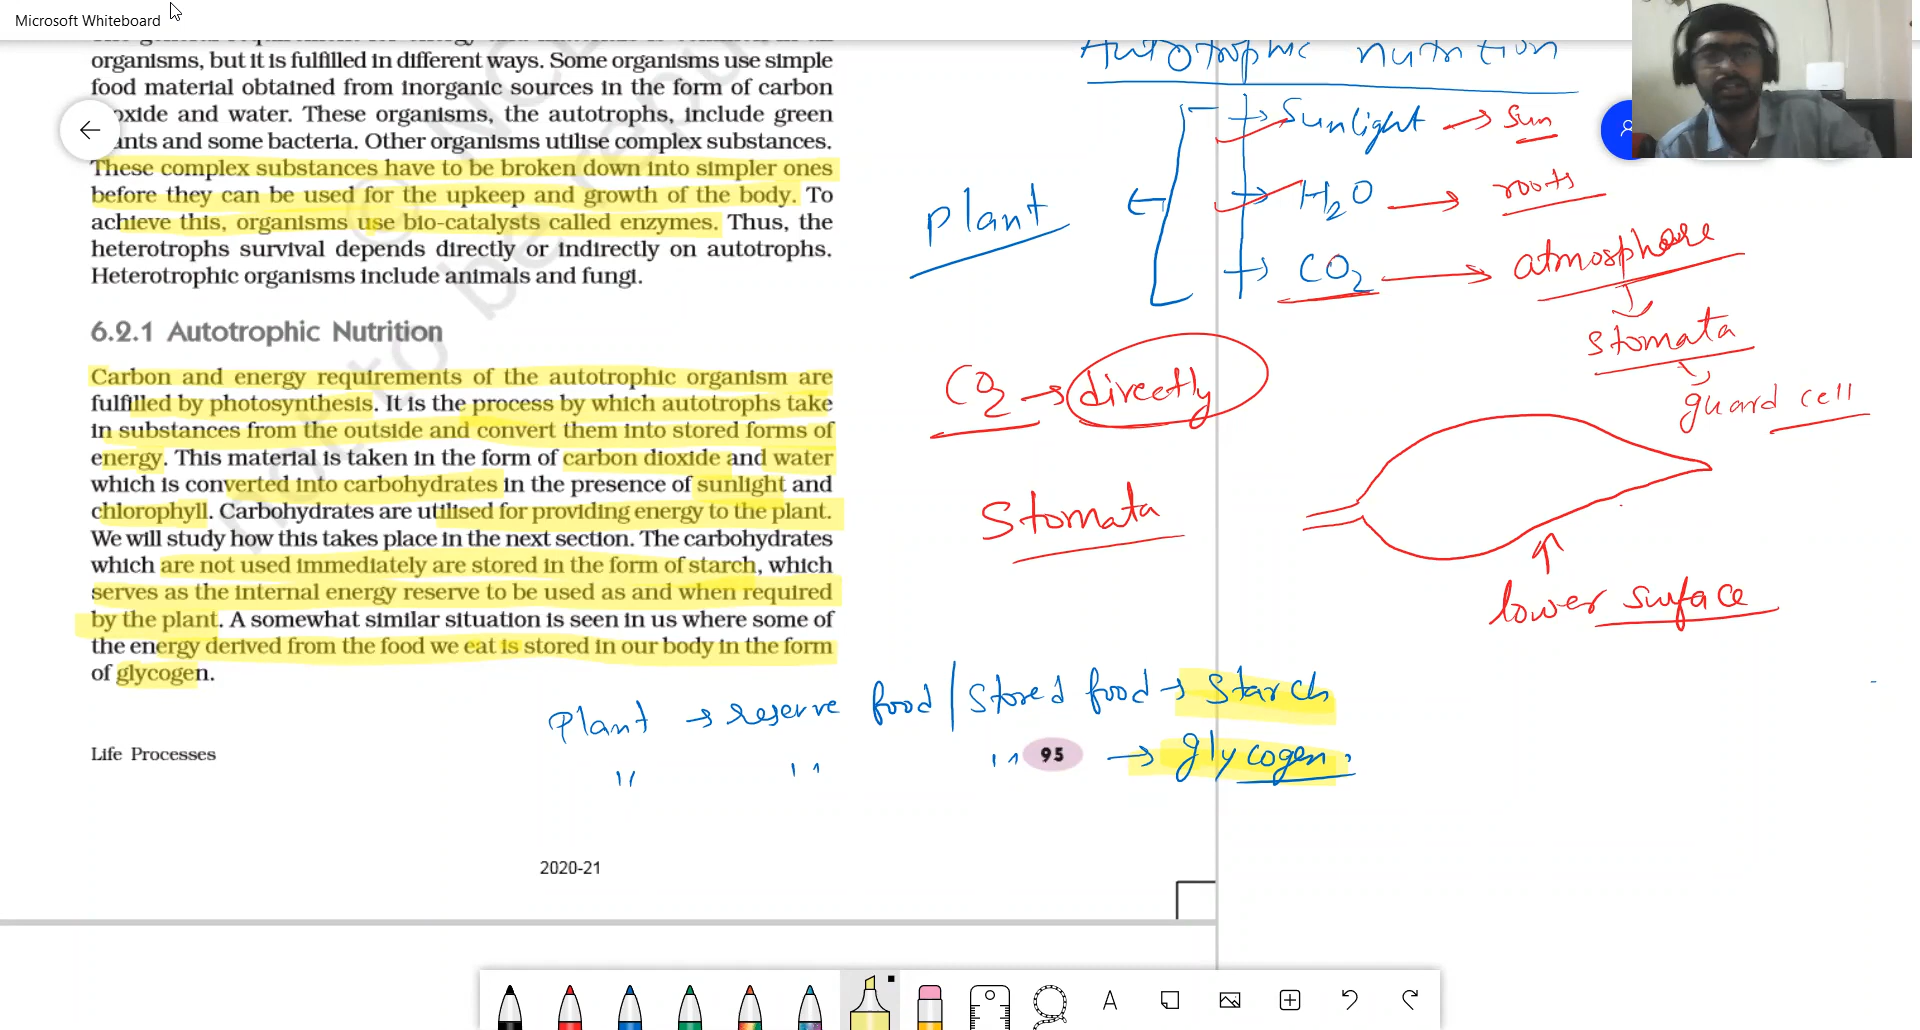 Microsoft Whiteboard
organisms, but it is fulfilled in different ways. Some organisms use simple
food material obtained from inorganic sources in the form of carbon
oxide and water. These organisms, the autotrophs, include green
ants and some bacteria. Other organisms utilise complex substances.
These complex substances have to be broken down into simpler ones
before they can be used for the upkeep and growth of the body. To
achieve this, organisms use bio-catalysts called enzymes. Thus, the
heterotrophs survival depends directly or indirectly on autotrophs.
Heterotrophic organisms include animals and fungi.
6.2.1 Autotrophic Nutrition
Carbon and energy requirements of the autotrophic organism are
fulfilled by photosynthesis. It is the process by which autotrophs take
in substances from the outside and convert them into stored forms of
energy. This material is taken in the form of carbon dioxide and water
which is converted into carbohydrates in the presence of sunlight and
chlorophyll. Carbohydrates are utilised for providing energy to the plant.
We will study how this takes place in the next section. The carbohydrates
which are not used immediately are stored in the form of starch, which
serves as the internal energy reserve to be used as and when required
by the plant. A somewhat similar situation is seen in us where some of
the energy derived from the food we eat is stored in our body in the form
of glycogen.
Life Processes
95
2020-21
Autotrophic nutrition
Sunlight → Sun
Plant
H₂O → roots
CO₂ → atmosphere
stomata
guard cell
CO₂ → directly
Stomata
lower surface
Plant → reserve food / stored food → starch
" " " → glycogen.